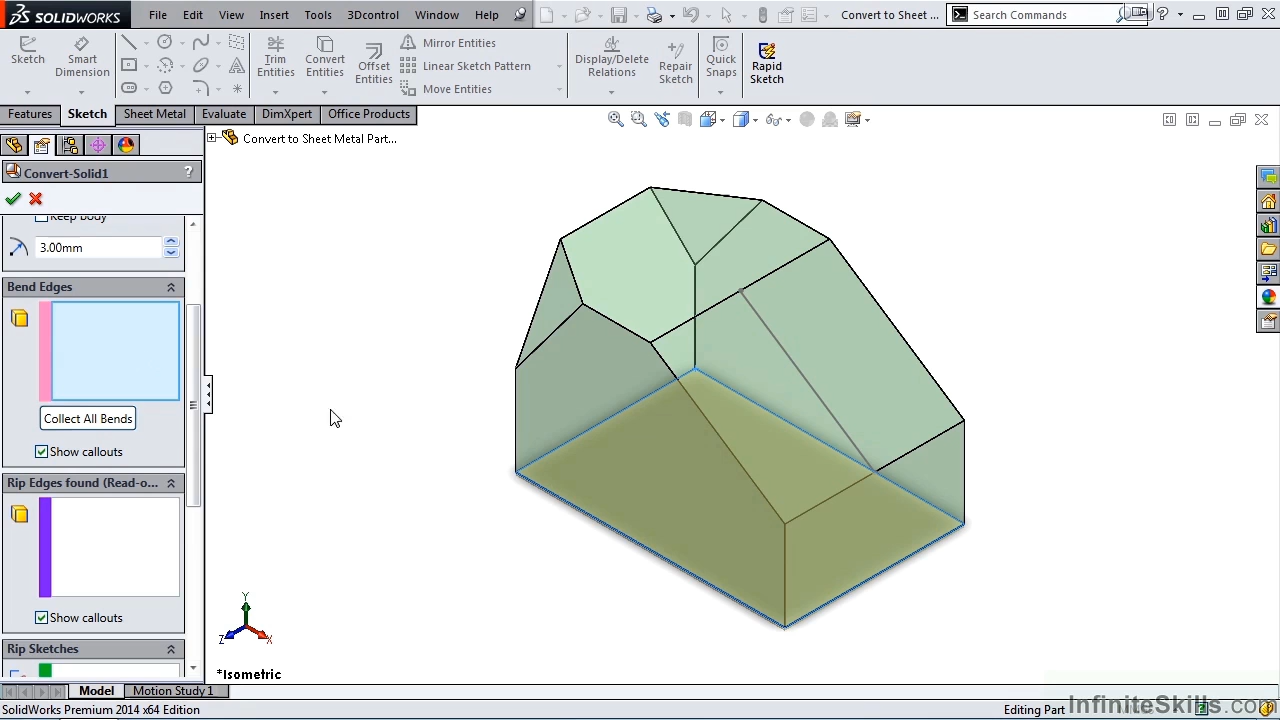 SOLIDWORKS File Edit View Insert Tools 3Dcontrol Window Help Convert to Sheet ... Search Commands ?
Sketch Smart Dimension Trim Entities Convert Entities Offset Entities Mirror Entities Linear Sketch Pattern Move Entities Display/Delete Relations Repair Sketch Quick Snaps Rapid Sketch
Features Sketch Sheet Metal Evaluate DimXpert Office Products
Convert to Sheet Metal Part...
Convert-Solid1 ?
Keep body
3.00mm
Bend Edges
Collect All Bends
Show callouts
Rip Edges found (Read-o...
Show callouts
Rip Sketches
Y
Z X
*Isometric
Model Motion Study 1
SolidWorks Premium 2014 x64 Edition Editing Part
InfiniteSkills.com